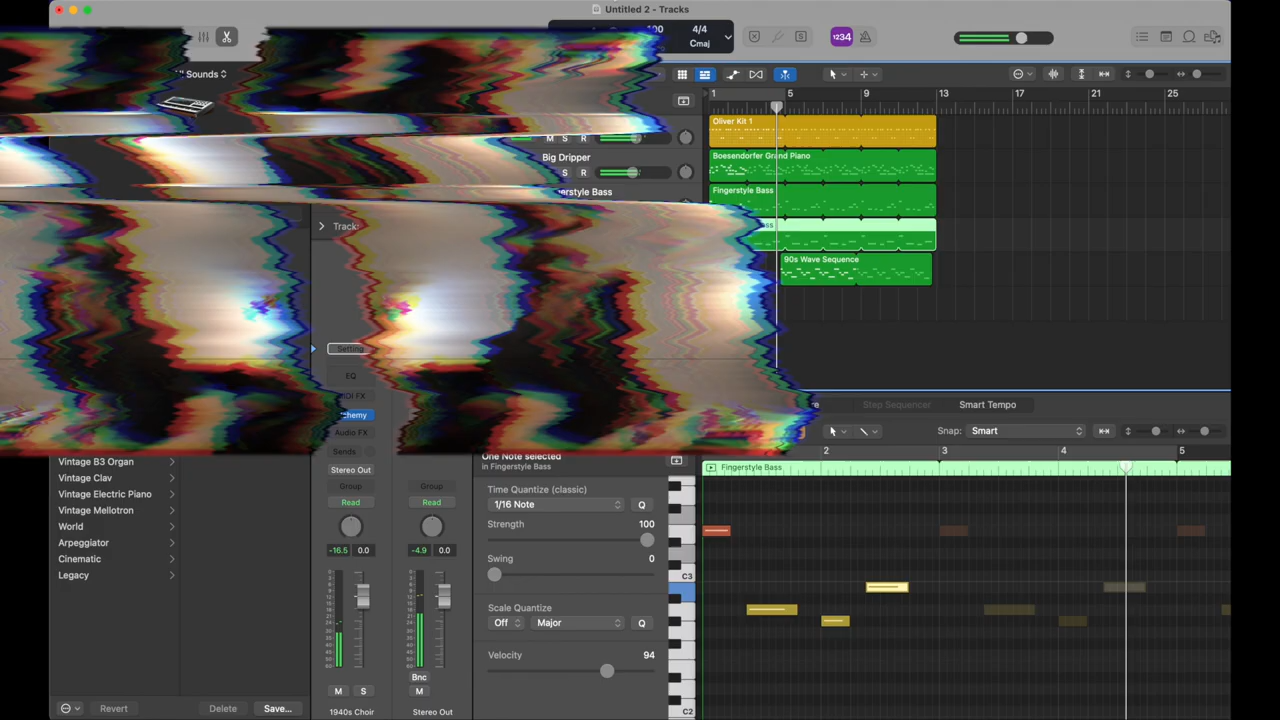 Untitled 2 - Tracks
4/4
Cmaj
1234
Sounds
1 5 9 13 17 21 25
Oliver Kit 1
M S R
Big Dripper
Boesendorfer Grand Piano
S R
Fingerstyle Bass
Track:
90s Wave Sequence
Setting
EQ
Step Sequencer
Smart Tempo
Audio FX
Snap: Smart
Sends
2 3 4 5
One Note selected
in Fingerstyle Bass
Fingerstyle Bass
Vintage B3 Organ
Vintage Clav
Vintage Electric Piano
Vintage Mellotron
World
Arpeggiator
Cinematic
Legacy
Stereo Out
Group Group
Read Read
-16.5 0.0 -4.9 0.0
Time Quantize (classic)
1/16 Note Q
Strength 100
Swing 0
C3
Scale Quantize
Off Major Q
Velocity 94
Bnc
M S M
C2
Revert Delete Save...
1940s Choir Stereo Out